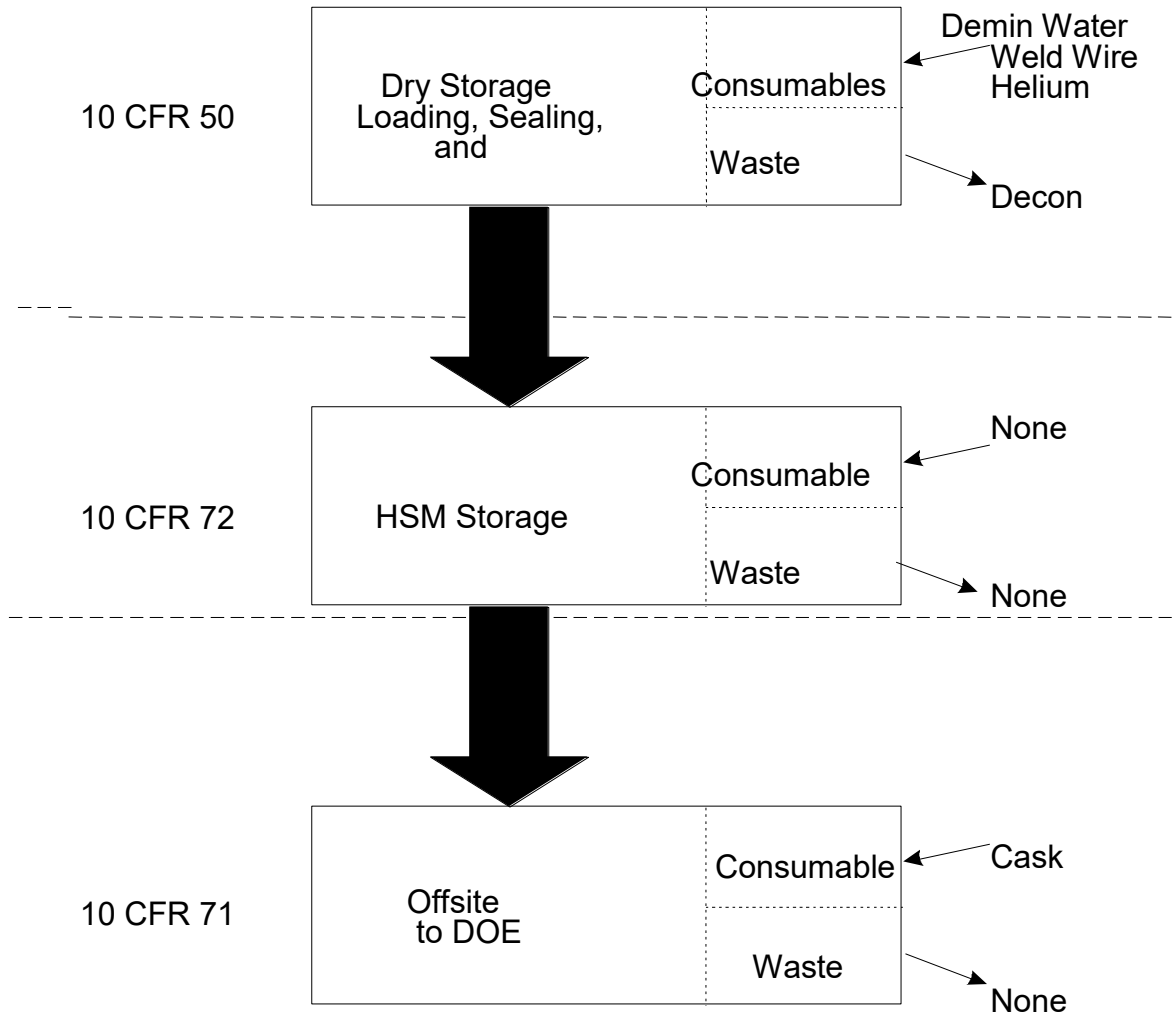 Demin Water
Weld Wire
Helium
Dry Storage
Loading, Sealing,
and
Consumables
10 CFR 50
Waste
Decon
None
Consumable
10 CFR 72
HSM Storage
Waste
None
Consumable
Cask
10 CFR 71
Offsite
to DOE
Waste
None